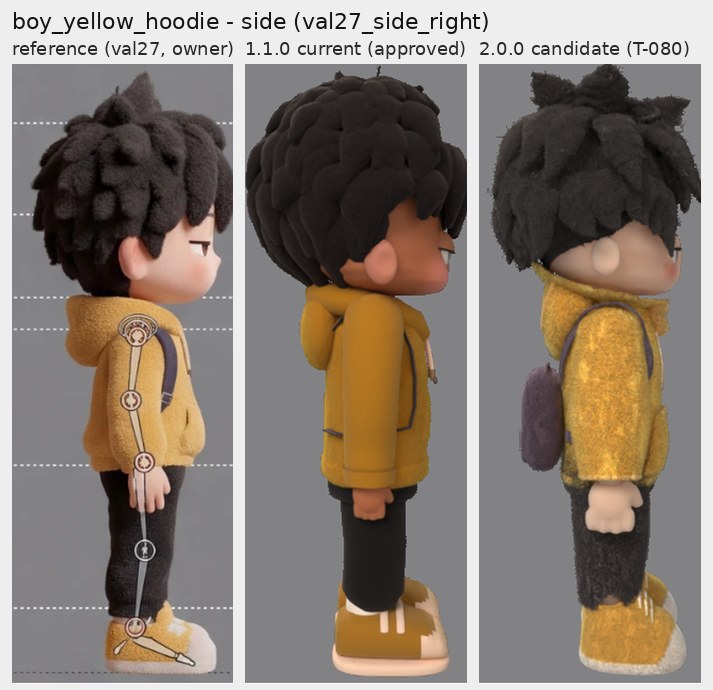 boy_yellow_hoodie - side (val27_side_right)
reference (val27, owner) 1.1.0 current (approved) 2.0.0 candidate (T-080)